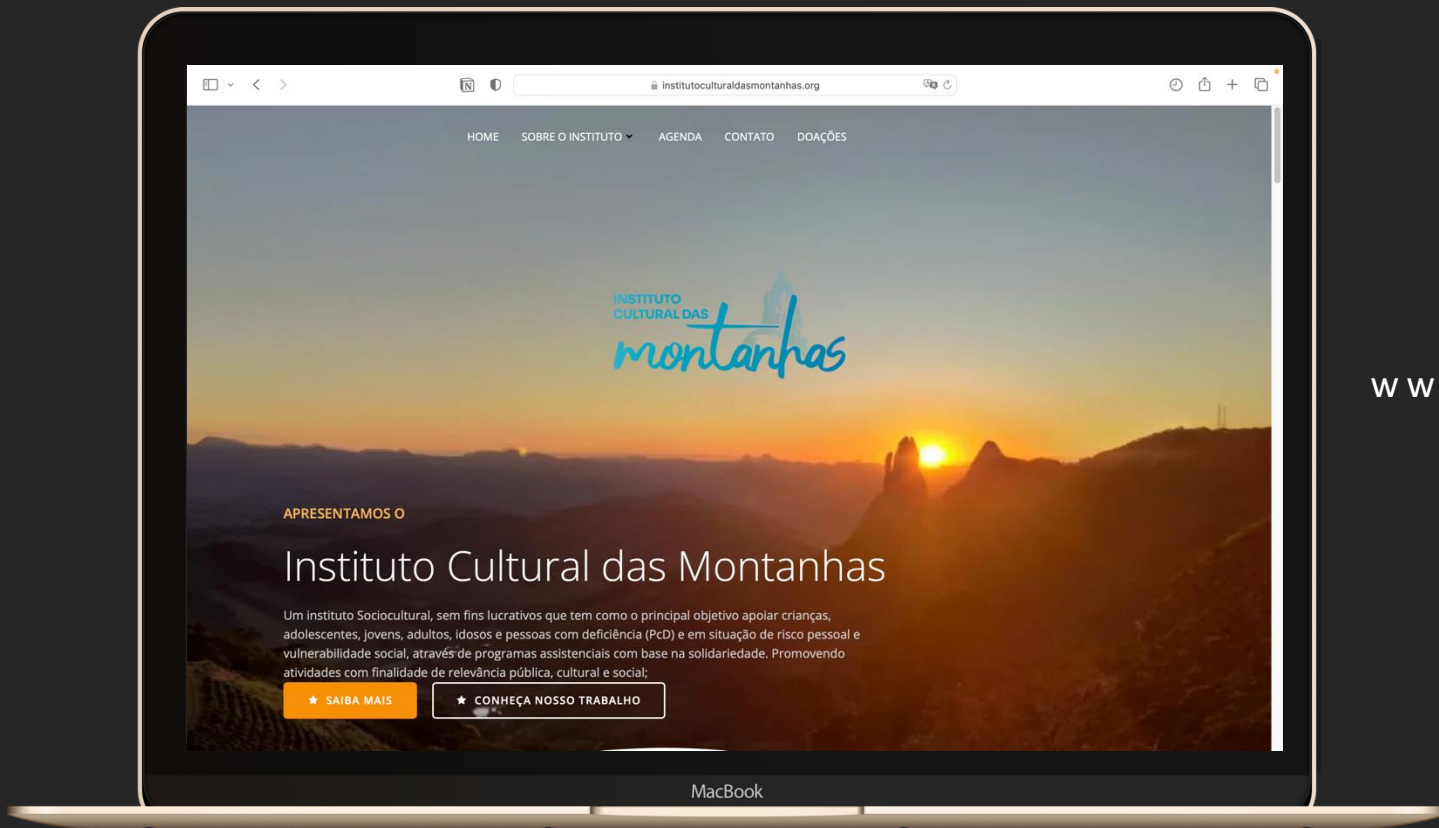 institutoculturaldasmontanhas.org
HOME SOBRE O INSTITUTO AGENDA CONTATO DOAÇÕES
INSTITUTO
CULTURAL DAS
montanhas
W W
APRESENTAMOS O
Instituto Cultural das Montanhas
Um instituto Sociocultural, sem fins lucrativos que tem como o principal objetivo apoiar crianças,
adolescentes, jovens, adultos, idosos e pessoas com deficiência (PcD) e em situação de risco pessoal e
vulnerabilidade social, através de programas assistenciais com base na solidariedade. Promovendo
atividades com finalidade de relevância pública, cultural e social;
SAIBA MAIS CONHEÇA NOSSO TRABALHO
MacBook